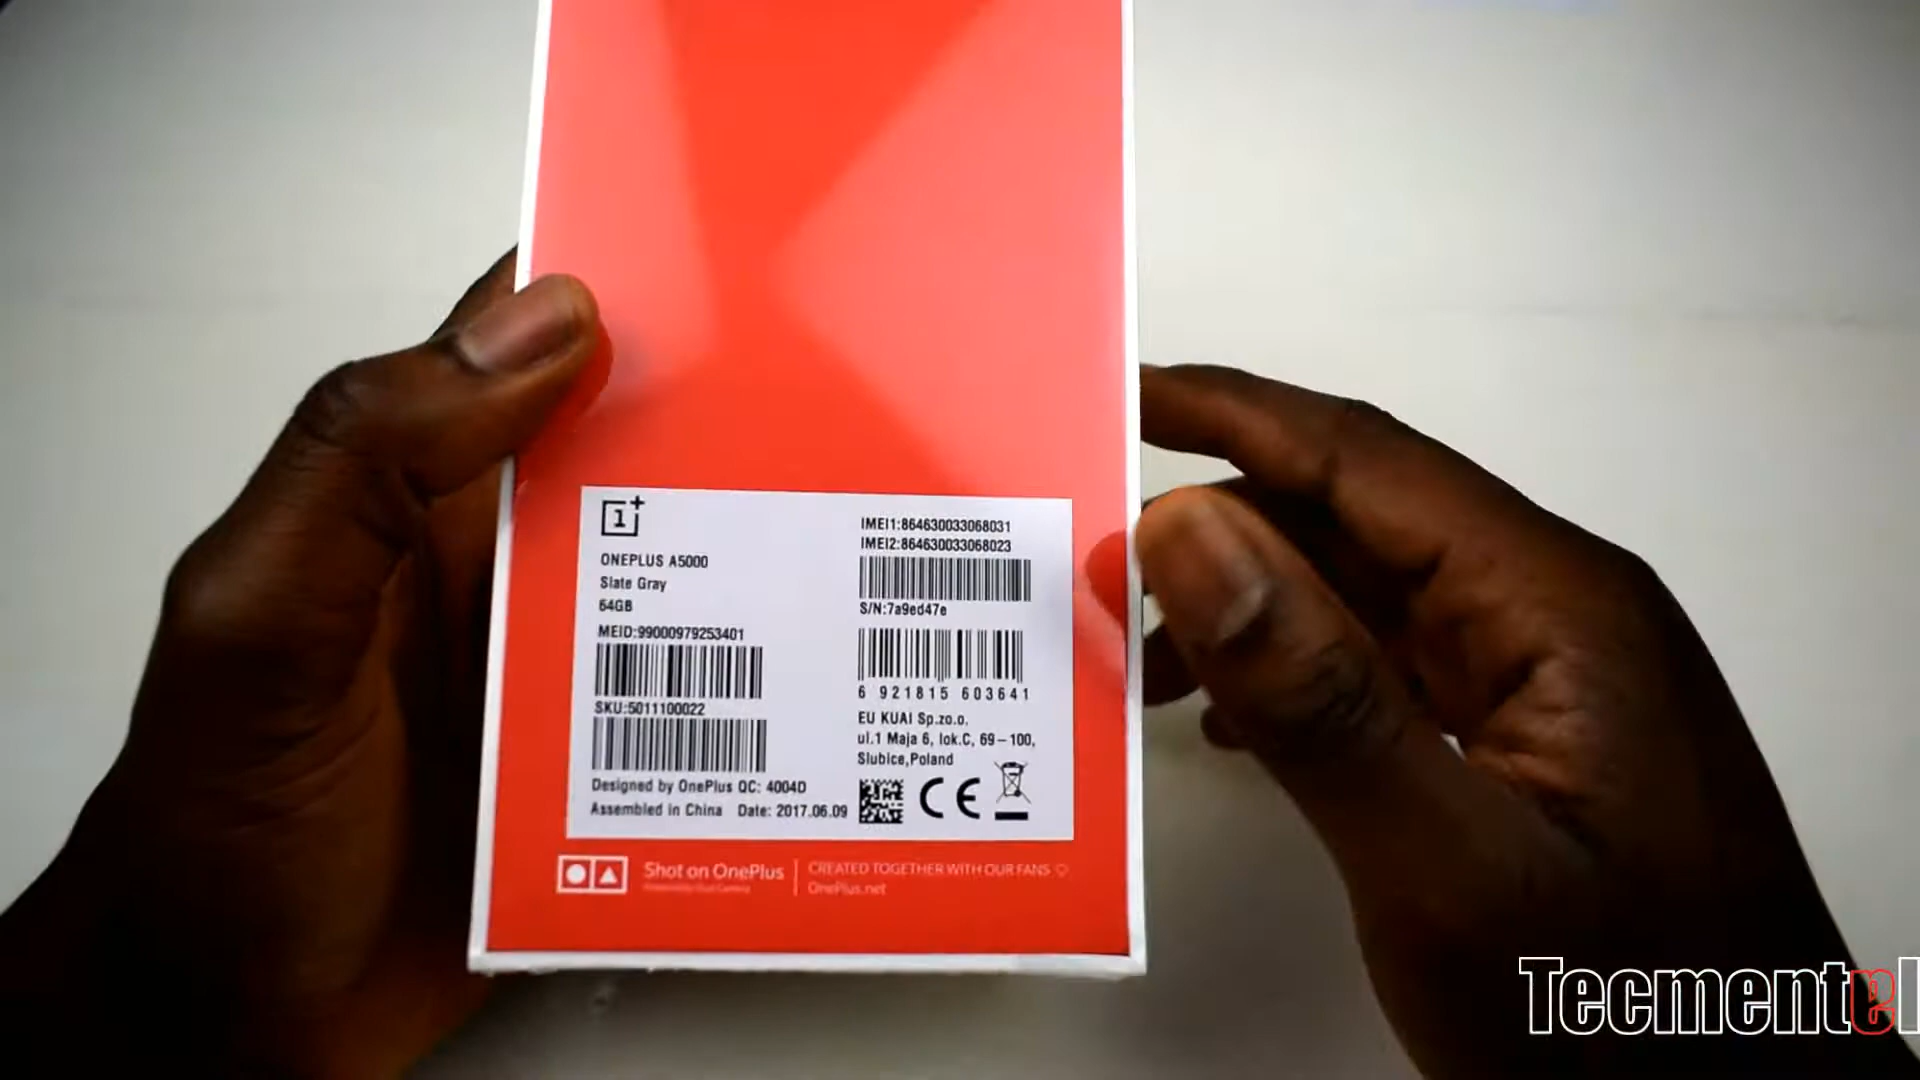 1+
ONEPLUS A5000
Slate Gray
64GB
MEID:99000979253401
SKU:5011100022
Designed by OnePlus QC: 4004D
Assembled in China Date: 2017.06.09
IMEI1:864630033068031
IMEI2:864630033068023
S/N:7a9ed47e
6 921815 603641
EU KUAI Sp.zo.o.
ul.1 Maja 6, lok.C, 69-100,
Slubice,Poland
CE
Shot on OnePlus
CREATED TOGETHER WITH OUR FANS
OnePlus.net
Tecmentel